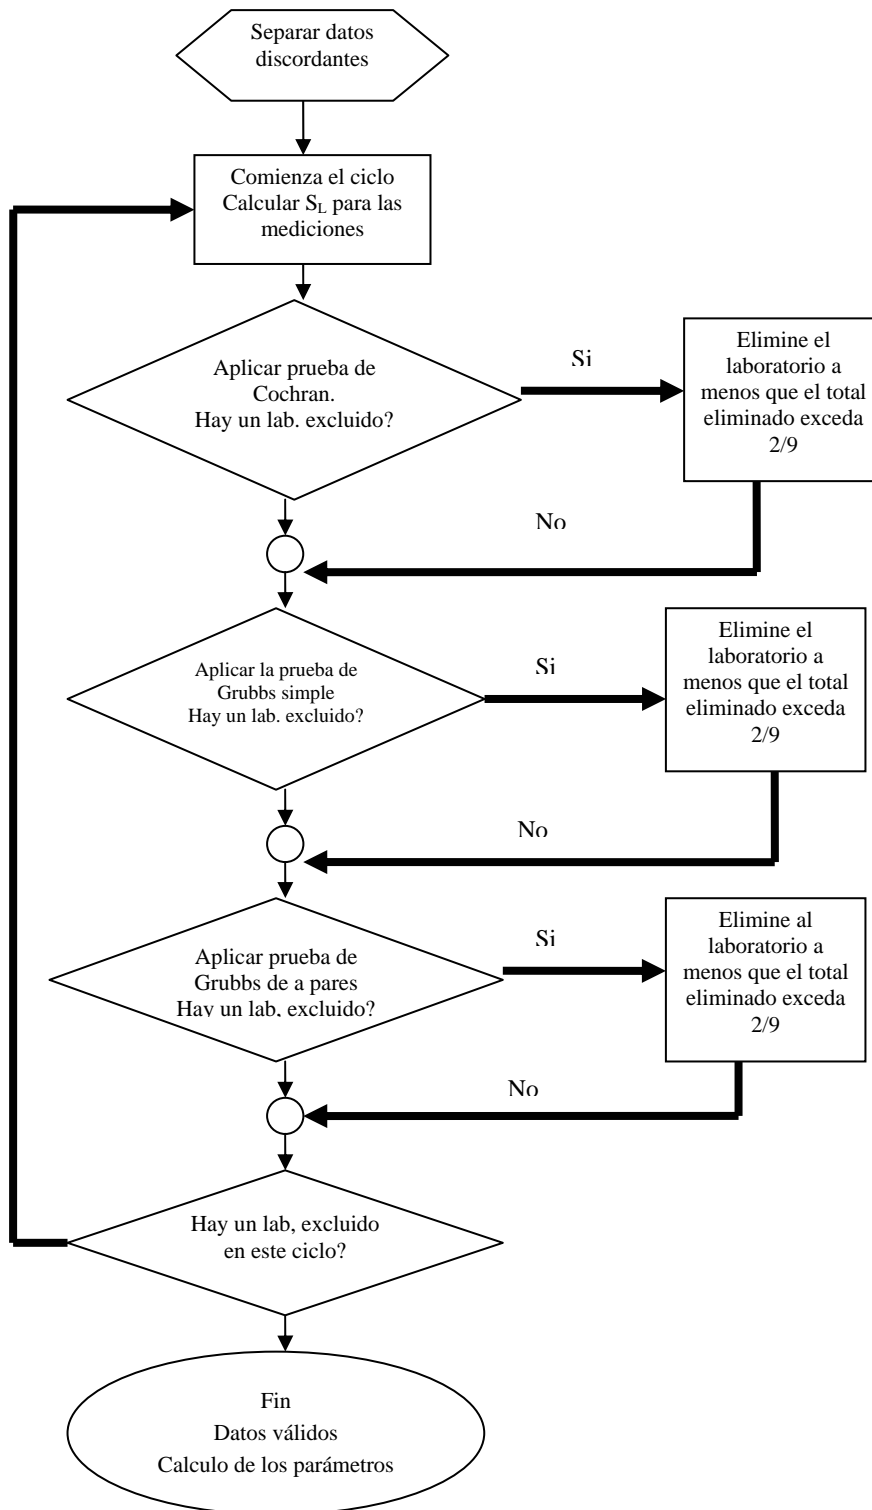 Separar datos
discordantes
Comienza el ciclo
Calcular SL para las
mediciones
Aplicar prueba de
Cochran.
Hay un lab. excluido?
Si
Elimine el
laboratorio a
menos que el total
eliminado exceda
2/9
No
Aplicar la prueba de
Grubbs simple
Hay un lab. excluido?
Si
Elimine el
laboratorio a
menos que el total
eliminado exceda
2/9
No
Aplicar prueba de
Grubbs de a pares
Hay un lab, excluido?
Si
Elimine al
laboratorio a
menos que el total
eliminado exceda
2/9
No
Hay un lab, excluido
en este ciclo?
Fin
Datos válidos
Calculo de los parámetros